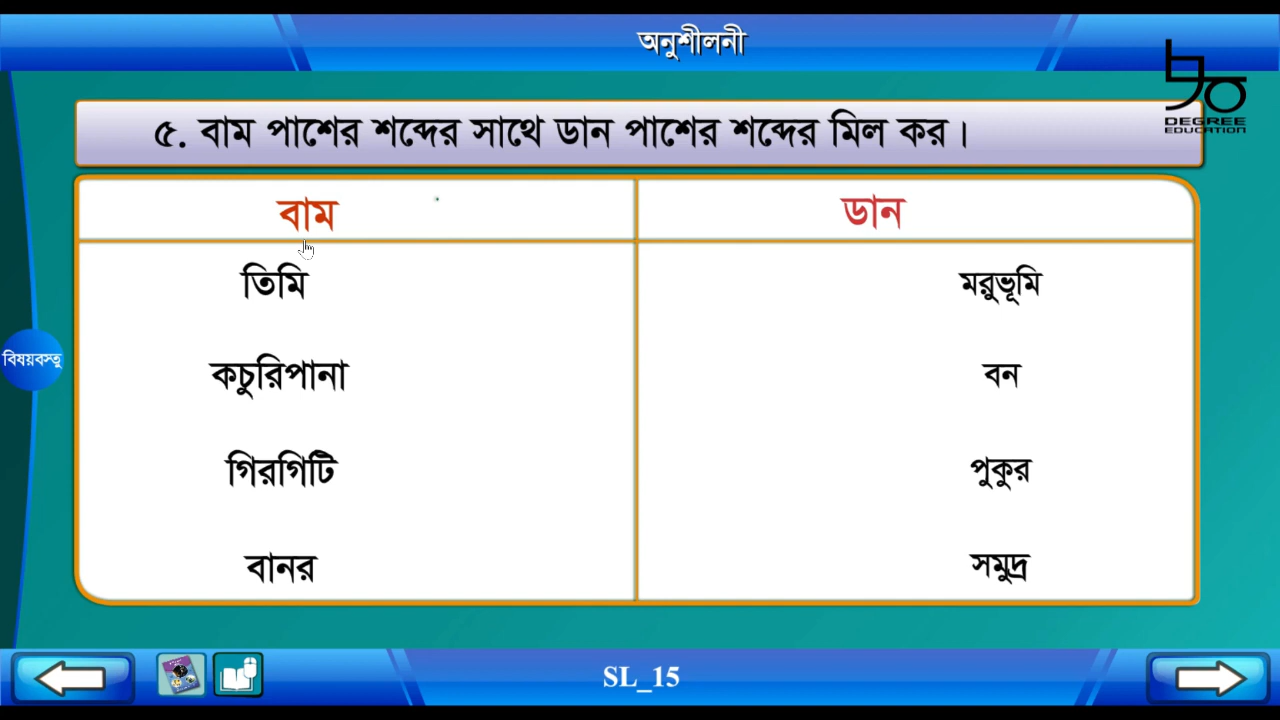 অনুশীলনী
DEGREE
EDUCATION
৫. বাম পাশের শব্দের সাথে ডান পাশের শব্দের মিল কর।
বাম ডান
তিমি মরুভূমি
কচুরিপানা বন
গিরগিটি পুকুর
বানর সমুদ্র
বিষয়বস্তু
SL_15